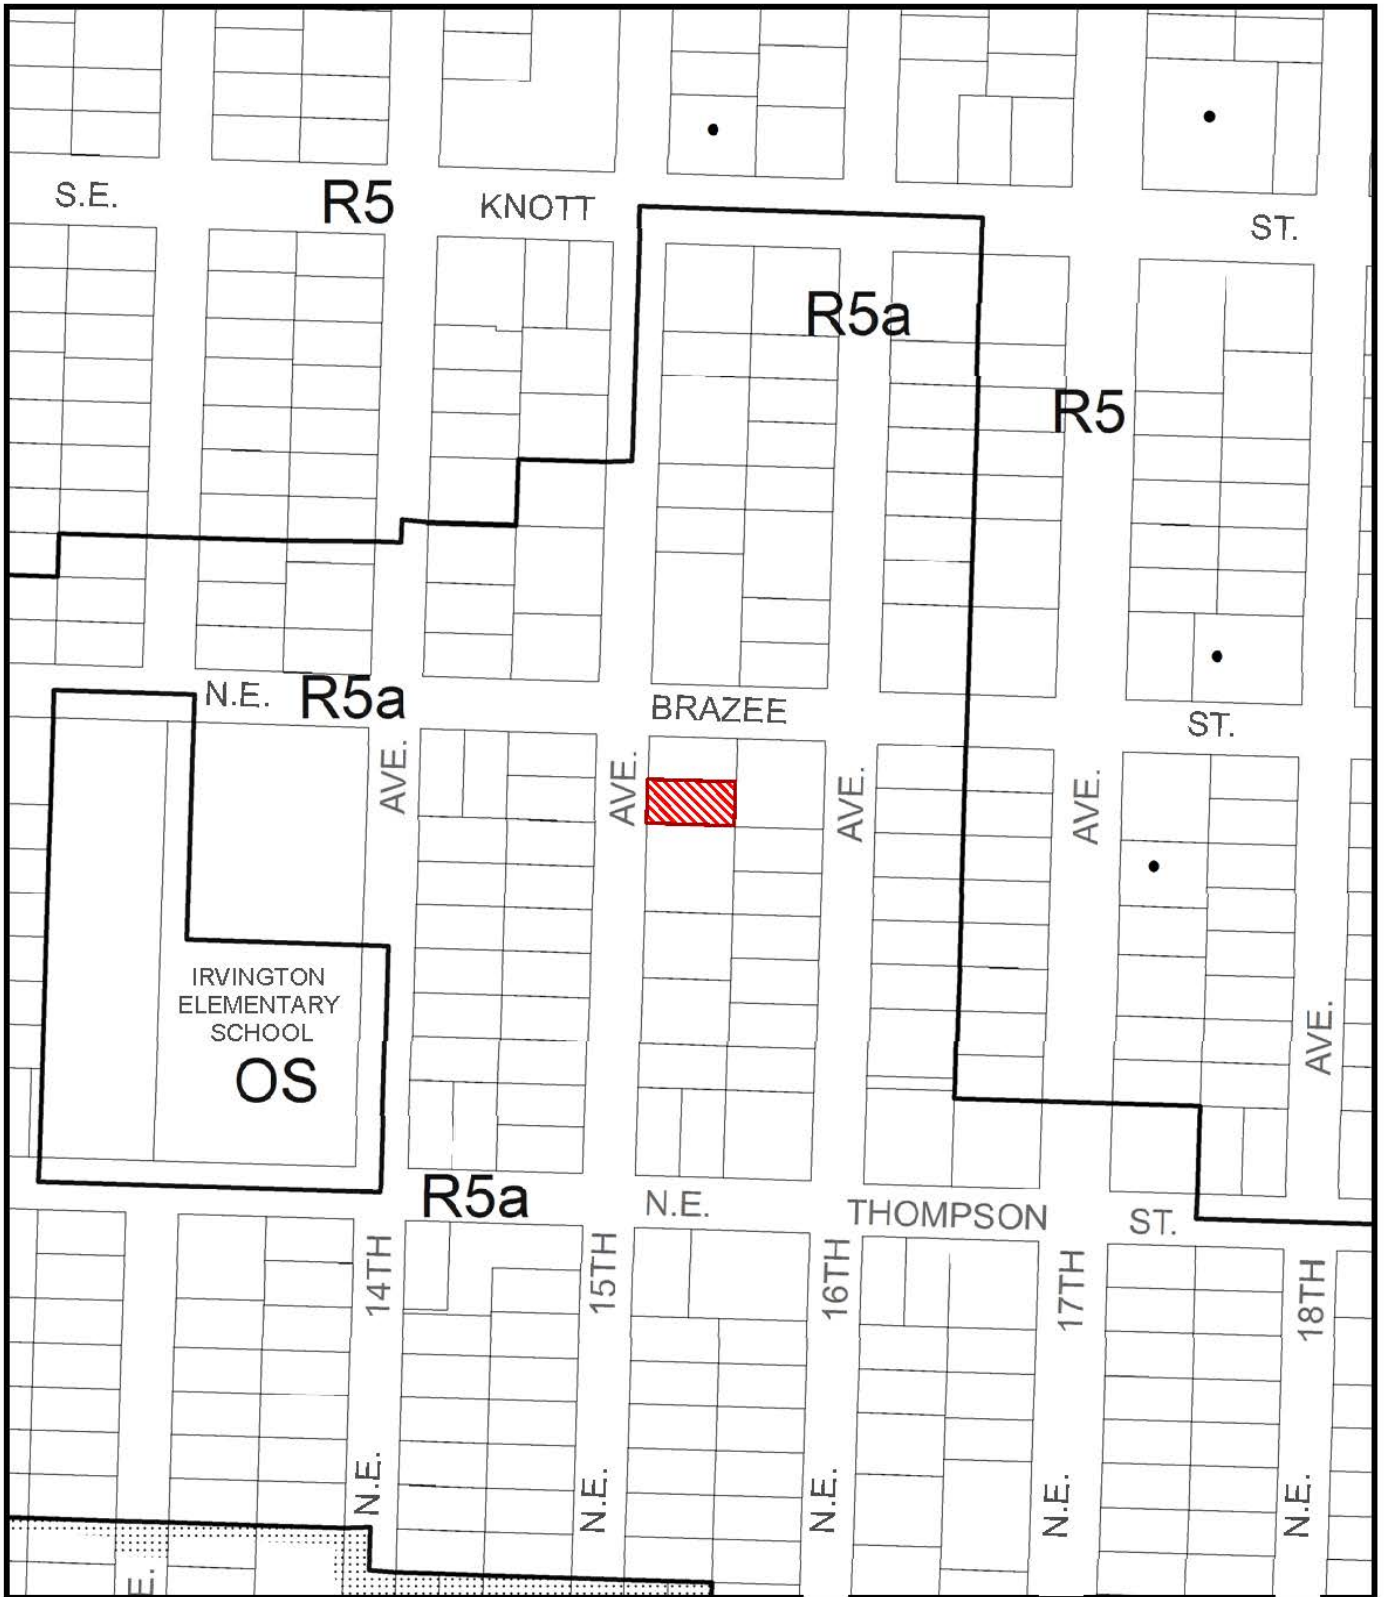 S.E.
R5
KNOTT
ST.
R5a
R5
N.E.
R5a
BRAZEE
ST.
AVE.
AVE.
AVE.
AVE.
IRVINGTON
ELEMENTARY
SCHOOL
OS
AVE.
R5a
N.E.
THOMPSON
ST.
14TH
15TH
16TH
17TH
18TH
N.E.
N.E.
N.E.
N.E.
N.E.
E.